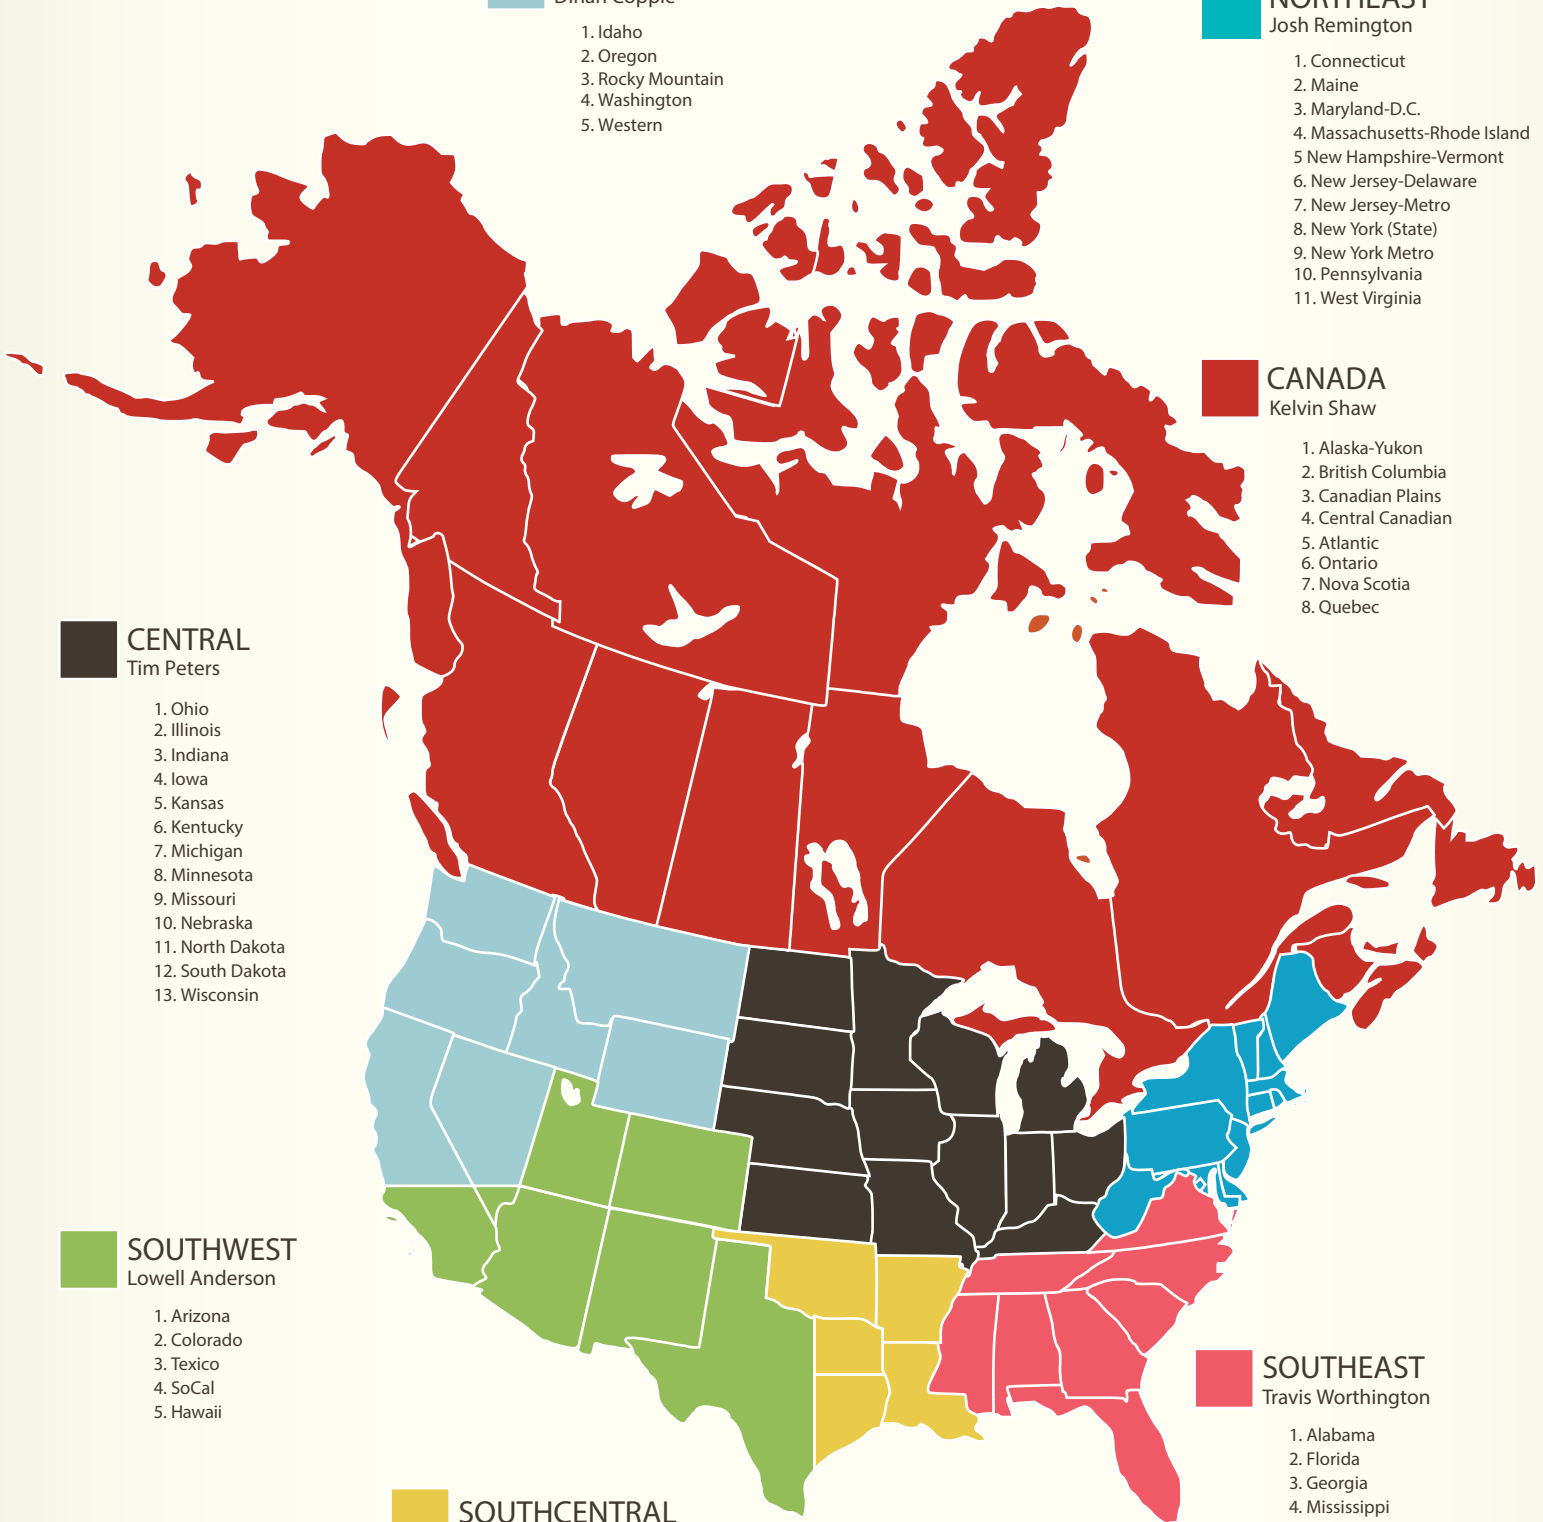 1. Idaho
2. Oregon
3. Rocky Mountain
4. Washington
5. Western
NORTHEAST
Josh Remington
1. Connecticut
2. Maine
3. Maryland-D.C.
4. Massachusetts-Rhode Island
5 New Hampshire-Vermont
6. New Jersey-Delaware
7. New Jersey-Metro
8. New York (State)
9. New York Metro
10. Pennsylvania
11. West Virginia
CANADA
Kelvin Shaw
1. Alaska-Yukon
2. British Columbia
3. Canadian Plains
4. Central Canadian
5. Atlantic
6. Ontario
7. Nova Scotia
8. Quebec
CENTRAL
Tim Peters
1. Ohio
2. Illinois
3. Indiana
4. Iowa
5. Kansas
6. Kentucky
7. Michigan
8. Minnesota
9. Missouri
10. Nebraska
11. North Dakota
12. South Dakota
13. Wisconsin
SOUTHWEST
Lowell Anderson
1. Arizona
2. Colorado
3. Texico
4. SoCal
5. Hawaii
SOUTHEAST
Travis Worthington
1. Alabama
2. Florida
3. Georgia
4. Mississippi
SOUTHCENTRAL